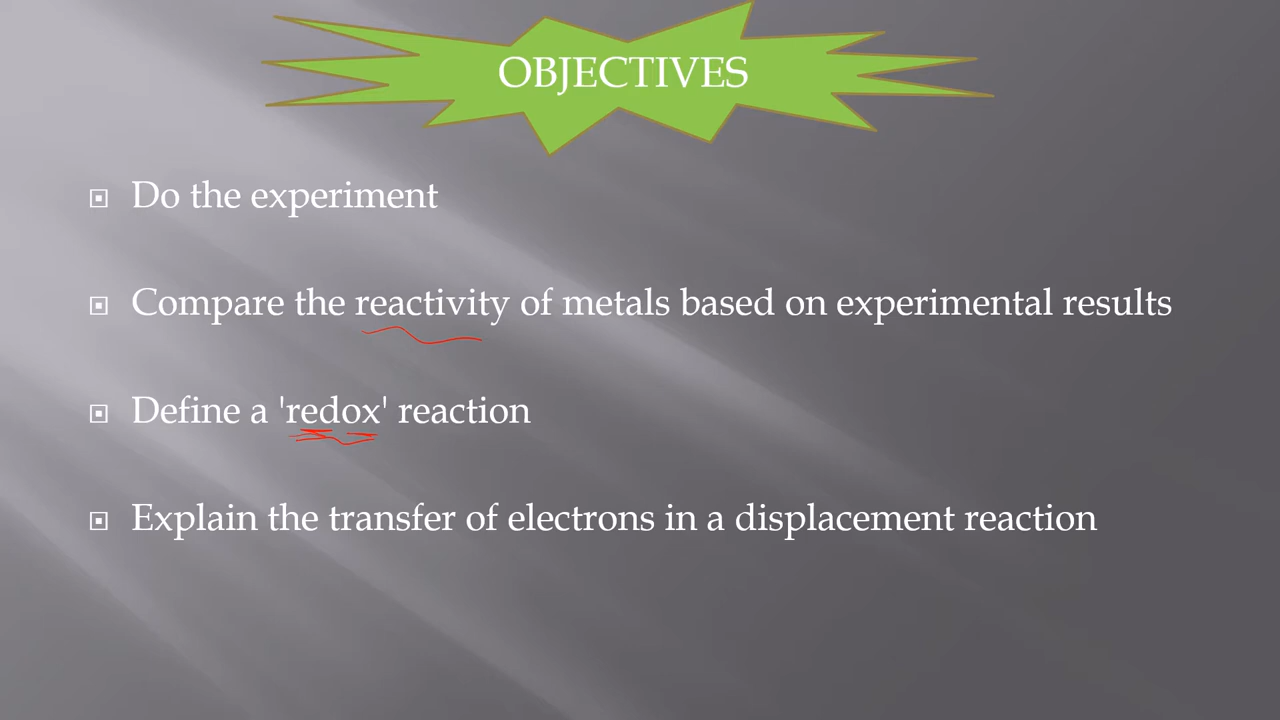 OBJECTIVES
Do the experiment
Compare the reactivity of metals based on experimental results
Define a 'redox' reaction
Explain the transfer of electrons in a displacement reaction